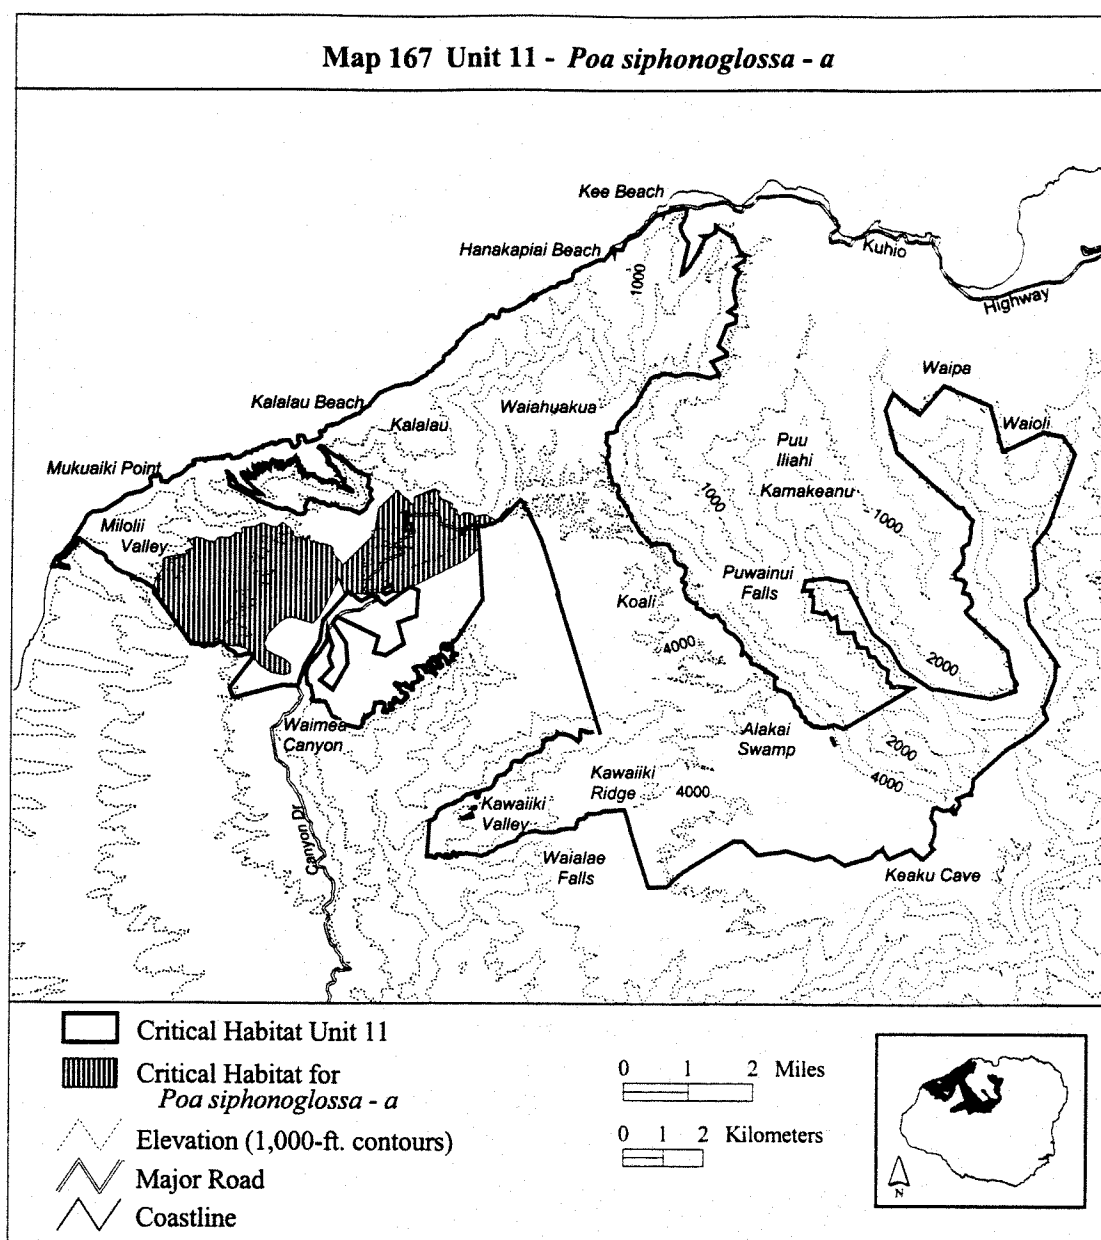 Map 167 Unit 11 - Poa siphonoglossa - a
Kee Beach
Hanakapiai Beach
Kuhio
Highway
1000
Waipa
Kalalau Beach
Waiahuakua
Kalalau
Waioli
Puu
Iliahi
Mukuaiki Point
Kamakeanu
1000
1000
Milolii
Valley
Puwainui
Falls
Koali
4000
2000
Waimea
Canyon
Alakai
Swamp
2000
4000
Kawaiiki
Ridge
4000
Kawaiiki
Valley
Canyon Dr
Waialae
Falls
Keaku Cave
Critical Habitat Unit 11
Critical Habitat for
Poa siphonoglossa - a
Elevation (1,000-ft. contours)
Major Road
Coastline
0 1 2 Miles
0 1 2 Kilometers
N